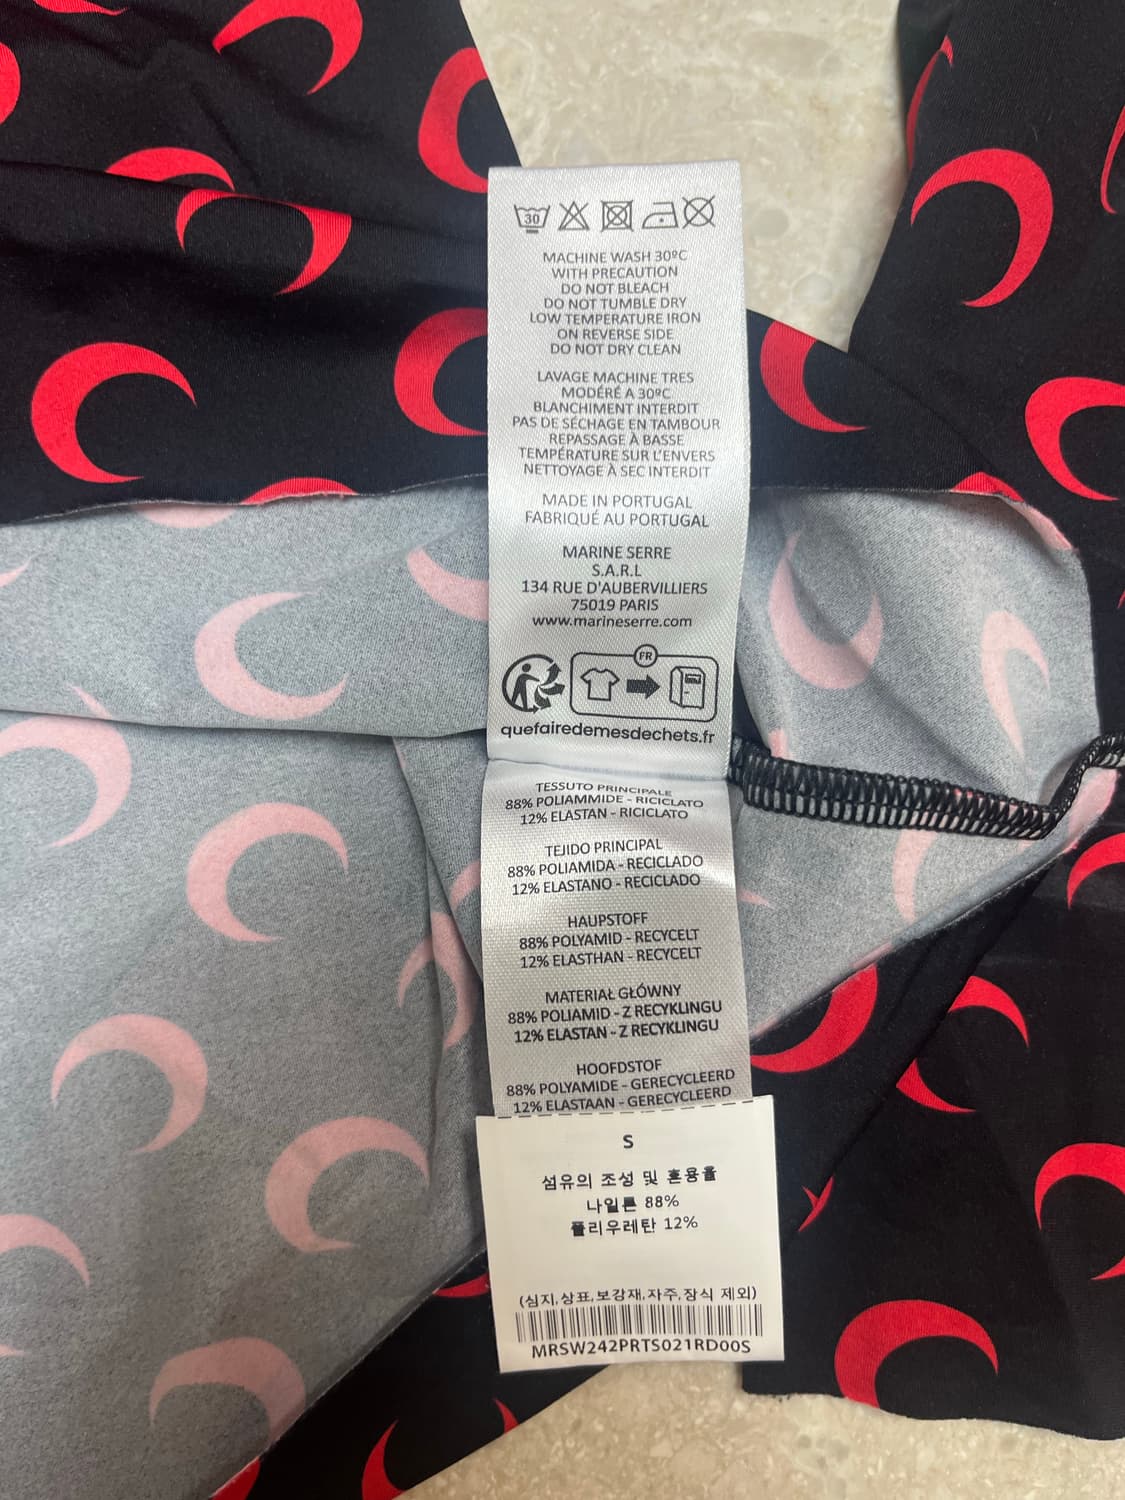 30
MACHINE WASH 30ºC
WITH PRECAUTION
DO NOT BLEACH
DO NOT TUMBLE DRY
LOW TEMPERATURE IRON
ON REVERSE SIDE
DO NOT DRY CLEAN
LAVAGE MACHINE TRES
MODÉRÉ A 30ºC
BLANCHIMENT INTERDIT
PAS DE SÉCHAGE EN TAMBOUR
REPASSAGE À BASSE
TEMPÉRATURE SUR L'ENVERS
NETTOYAGE À SEC INTERDIT
MADE IN PORTUGAL
FABRIQUÉ AU PORTUGAL
MARINE SERRE
S.A.R.L
134 RUE D'AUBERVILLIERS
75019 PARIS
www.marineserre.com
FR
quefairedemesdechets.fr
TESSUTO PRINCIPALE
88% POLIAMMIDE - RICICLATO
12% ELASTAN - RICICLATO
TEJIDO PRINCIPAL
88% POLIAMIDA - RECICLADO
12% ELASTANO - RECICLADO
HAUPSTOFF
88% POLYAMID - RECYCELT
12% ELASTHAN - RECYCELT
MATERIAŁ GŁÓWNY
88% POLIAMID - Z RECYKLINGU
12% ELASTAN - Z RECYKLINGU
HOOFDSTOF
88% POLYAMIDE - GERECYCLEERD
12% ELASTAAN - GERECYCLEERD
S
섬유의 조성 및 혼용율
나일론 88%
폴리우레탄 12%
(심지,상표,보강재,자주,장식 제외)
MRSW242PRTS021RD00S